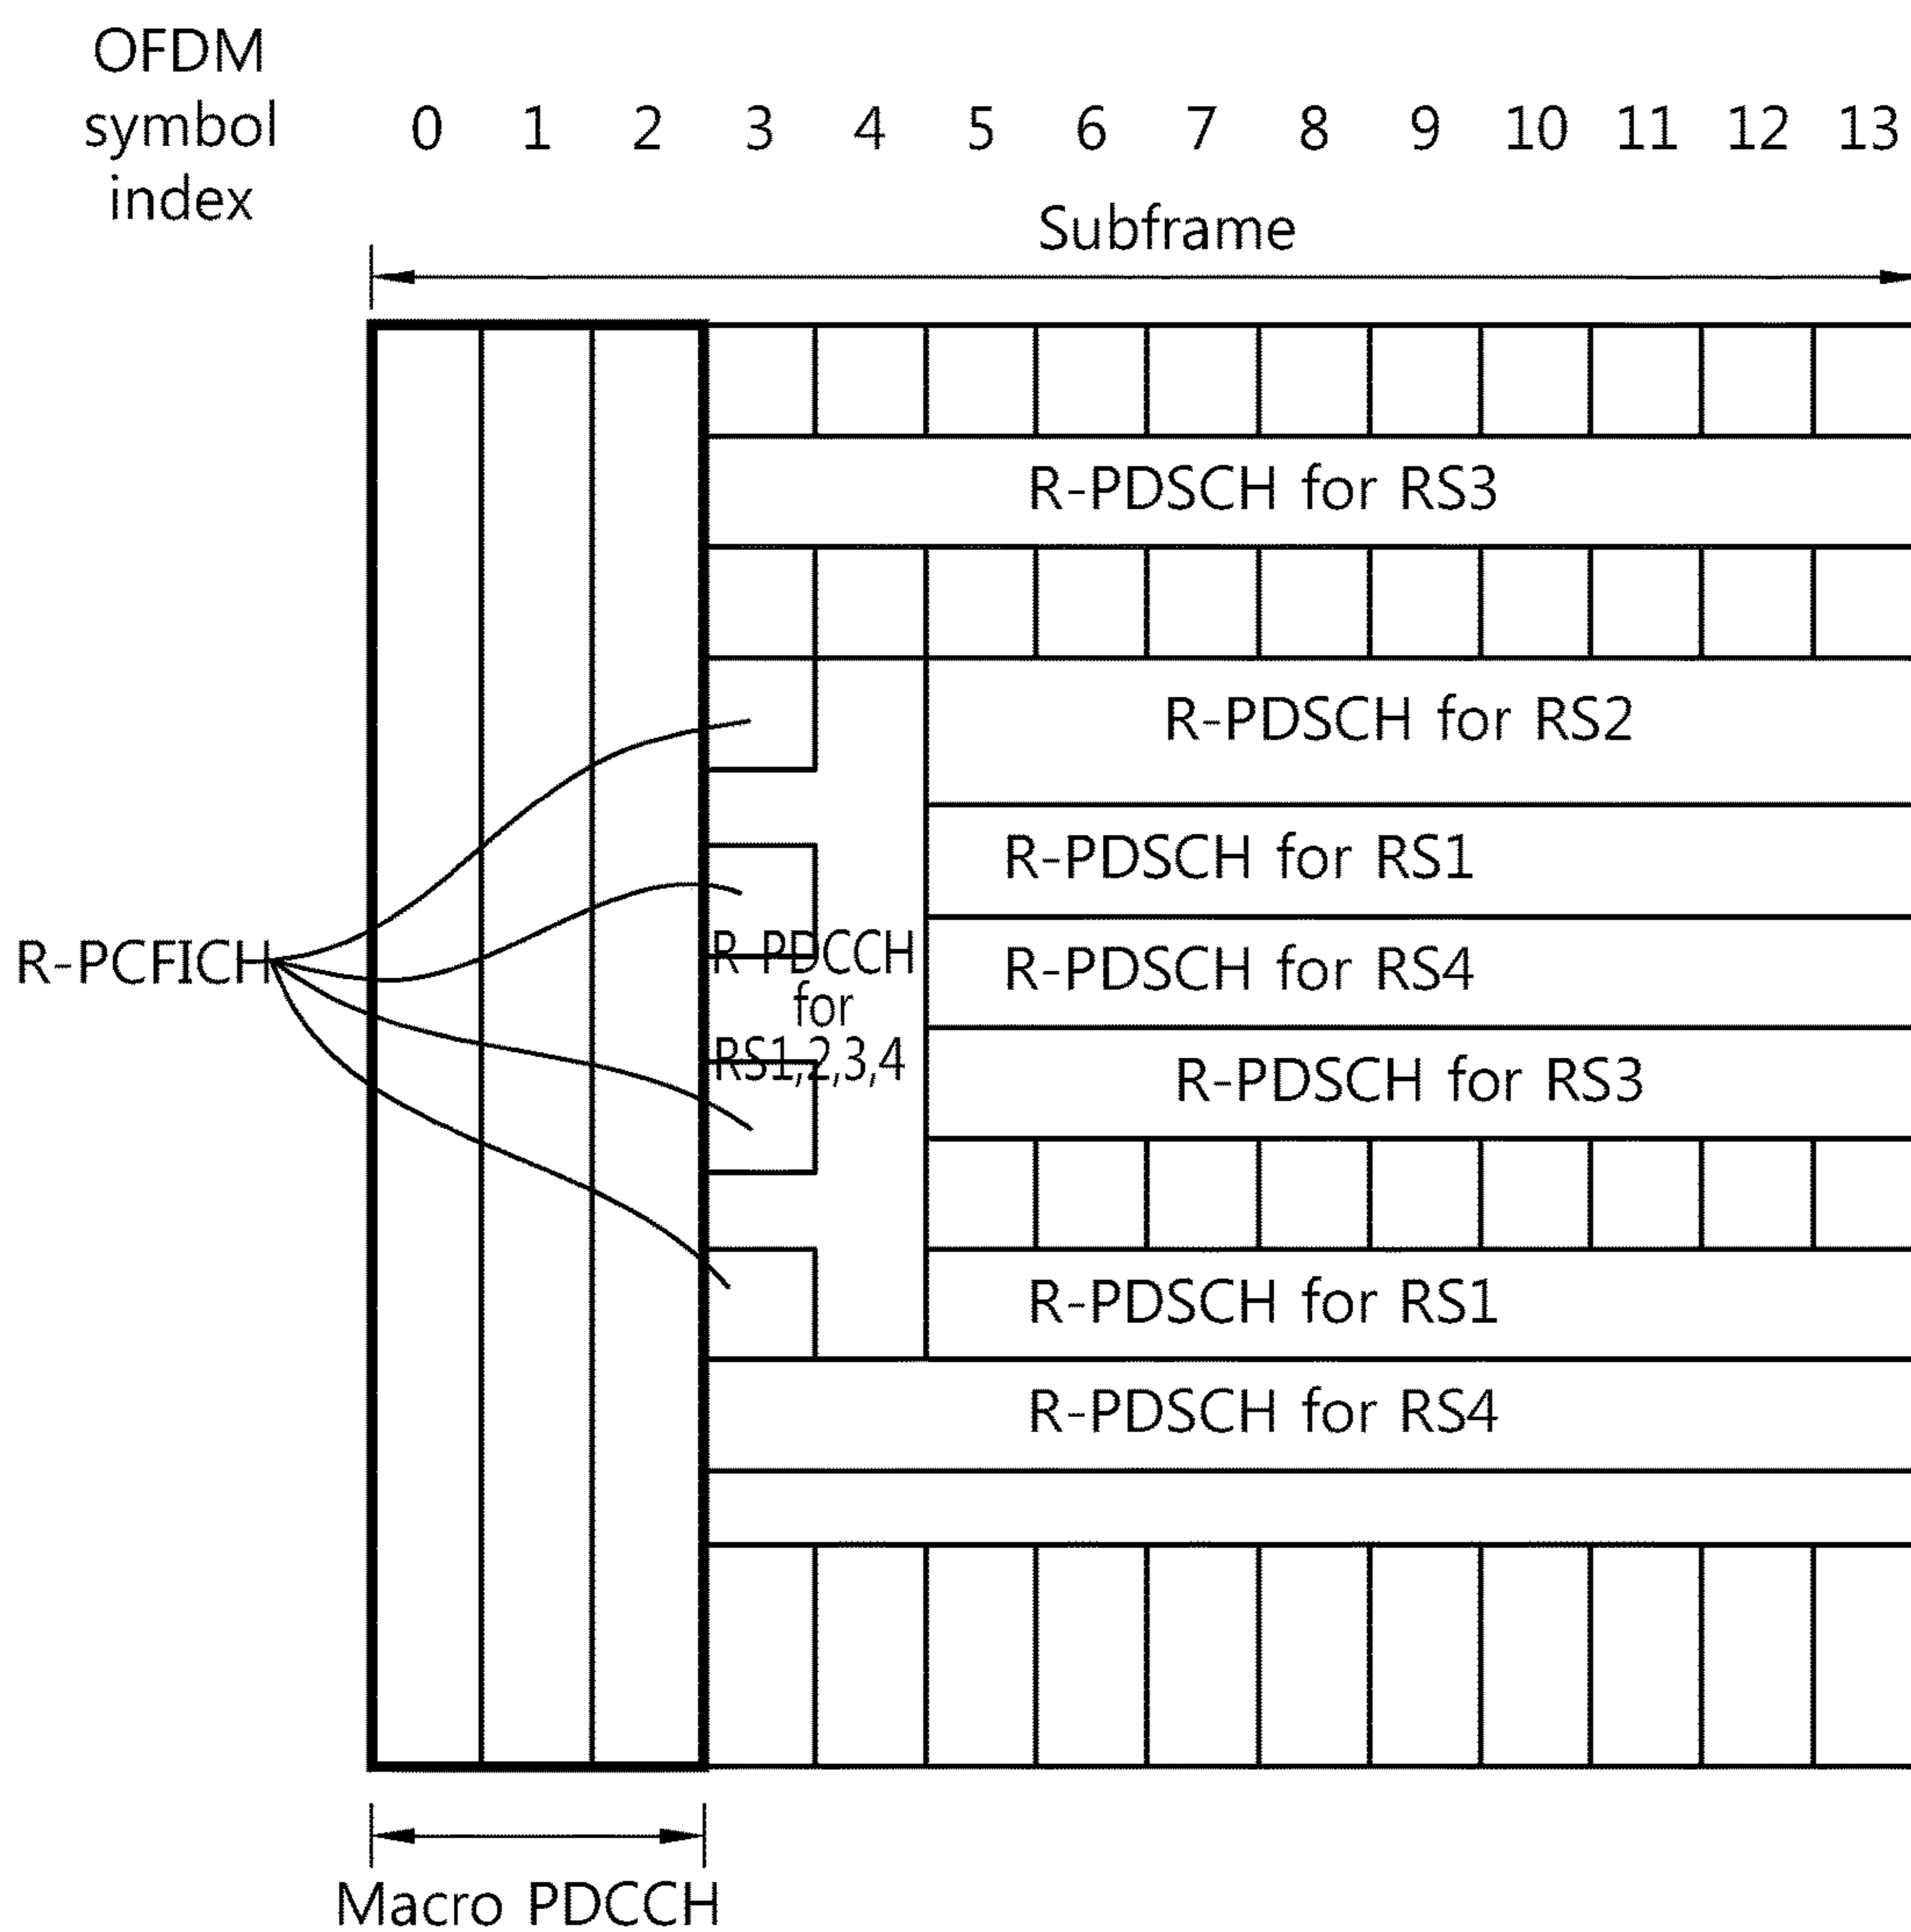 OFDM
symbol
index
0 1 2 3 4 5 6 7 8 9 10 11 12 13
Subframe
R-PDSCH for RS3
R-PDSCH for RS2
R-PDSCH for RS1
R-PCFICH
R-PDCCH
for
RS1,2,3,4
R-PDSCH for RS4
R-PDSCH for RS3
R-PDSCH for RS1
R-PDSCH for RS4
Macro PDCCH